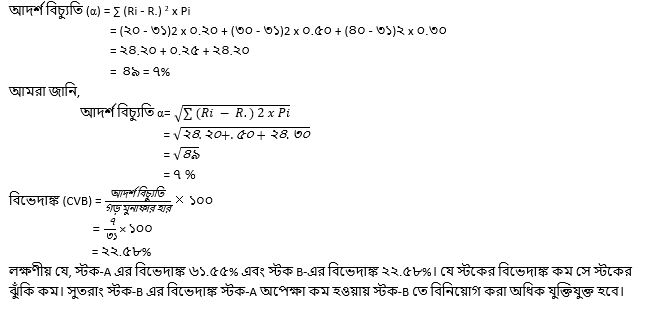 আদর্শ বিচ্যুতি (α) = ∑ (Ri - R.) ² x Pi
= (২০ - ৩১)2 x ০.২০ + (৩০ - ৩১)2 x ০.৫০ + (৪০ - ৩১)২ x ০.৩০
= ২৪.২০ + ০.২৫ + ২৪.২০
= ৪৯ = ৭%
আমরা জানি,
আদর্শ বিচ্যুতি α= √∑ (Ri − R.) 2 x Pi
= √২৪. ২০+. ৫০ + ২৪. ৩০
= √৪৯
= ৭ %
বিভেদাঙ্ক (CVB) = আদর্শ বিচ্যুতি / গড় মুনাফার হার × ১০০
= ৭/৩১ × ১০০
= ২২.৫৮%
লক্ষণীয় যে, স্টক-A এর বিভেদাঙ্ক ৬১.৫৫% এবং স্টক B-এর বিভেদাঙ্ক ২২.৫৮%। যে স্টকের বিভেদাঙ্ক কম সে স্টকের
ঝুঁকি কম। সুতরাং স্টক-B এর বিভেদাঙ্ক স্টক-A অপেক্ষা কম হওয়ায় স্টক-B তে বিনিয়োগ করা অধিক যুক্তিযুক্ত হবে।